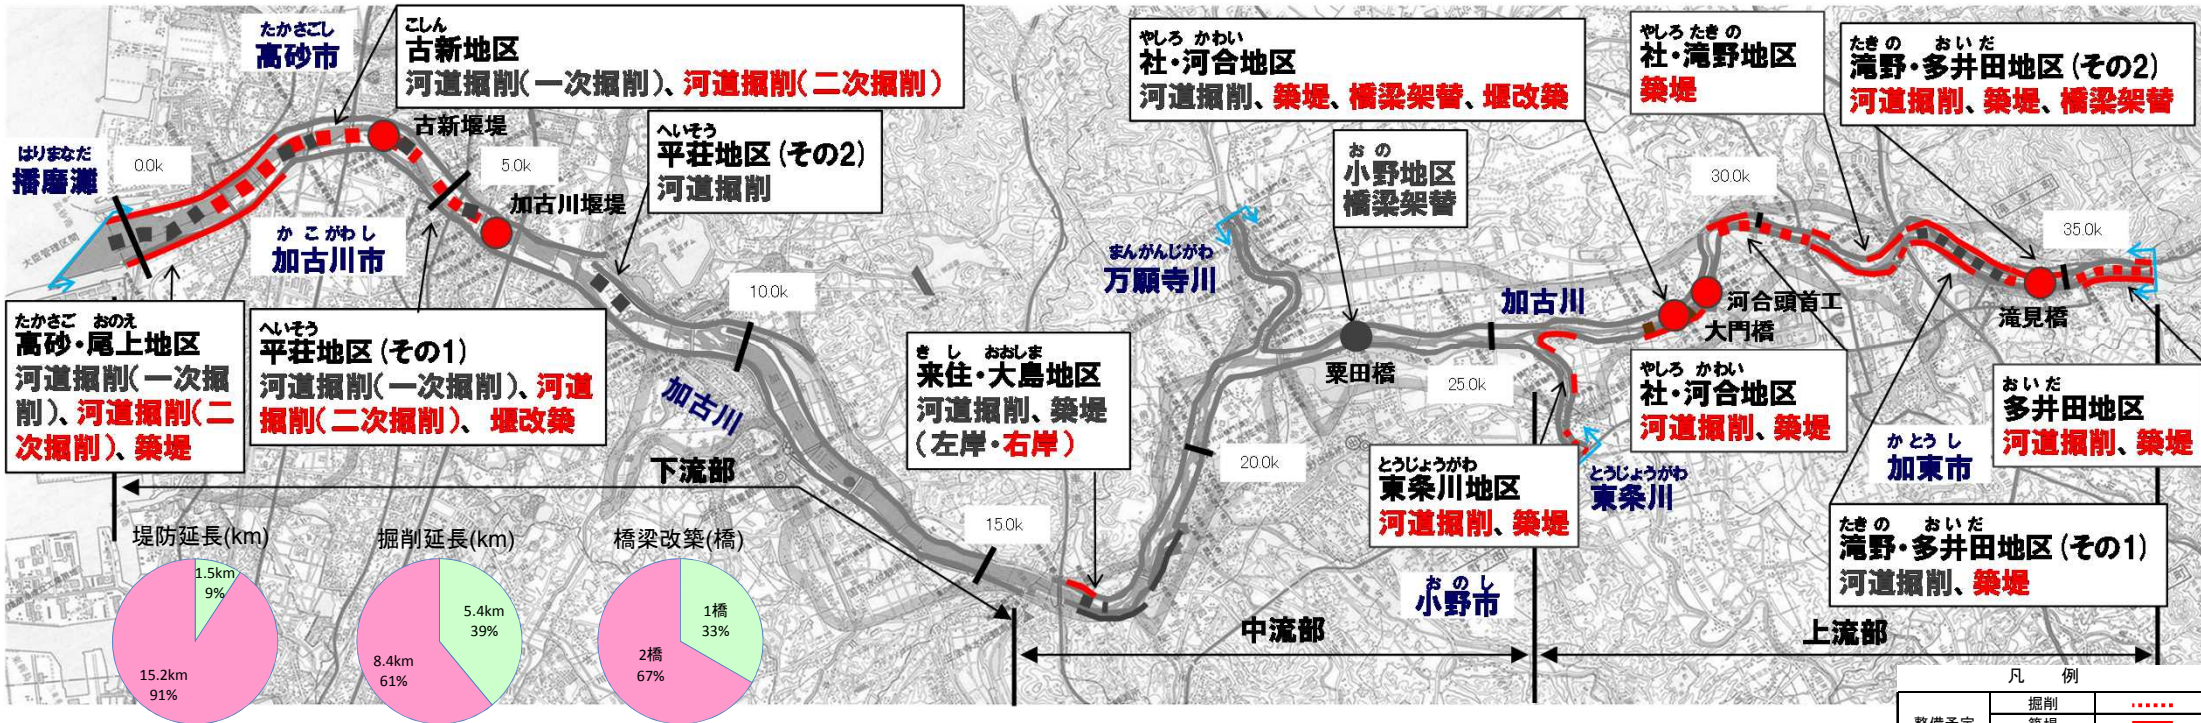 たかさごし
高砂市
こしん
古新地区
河道掘削(一次掘削)、河道掘削(二次掘削)
古新堰堤
はりまなだ
播磨灘
0.0k
5.0k
大臣管理区間
へいそう
平荘地区(その2)
河道掘削
加古川堰堤
かこがわし
加古川市
たかさご おのえ
高砂・尾上地区
河道掘削(一次掘
削)、河道掘削(二
次掘削)、築堤
へいそう
平荘地区(その1)
河道掘削(一次掘削)、河道
掘削(二次掘削)、堰改築
10.0k
加古川
下流部
15.0k
きし おおしま
来住・大島地区
河道掘削、築堤
(左岸・右岸)
まんがんじがわ
万願寺川
20.0k
やしろ かわい
社・河合地区
河道掘削、築堤、橋梁架替、堰改築
おの
小野地区
橋梁架替
粟田橋
加古川
25.0k
やしろ たきの
社・滝野地区
築堤
たきの おいだ
滝野・多井田地区(その2)
河道掘削、築堤、橋梁架替
30.0k
35.0k
河合頭首工
大門橋
滝見橋
やしろ かわい
社・河合地区
河道掘削、築堤
おいだ
多井田地区
河道掘削、築堤
かとうし
加東市
とうじょうがわ
東条川地区
河道掘削、築堤
とうじょうがわ
東条川
たきの おいだ
滝野・多井田地区(その1)
河道掘削、築堤
おのし
小野市
中流部
上流部
堤防延長(km)
1.5km
9%
15.2km
91%
掘削延長(km)
5.4km
39%
8.4km
61%
橋梁改築(橋)
1橋
33%
2橋
67%
凡 例
掘削